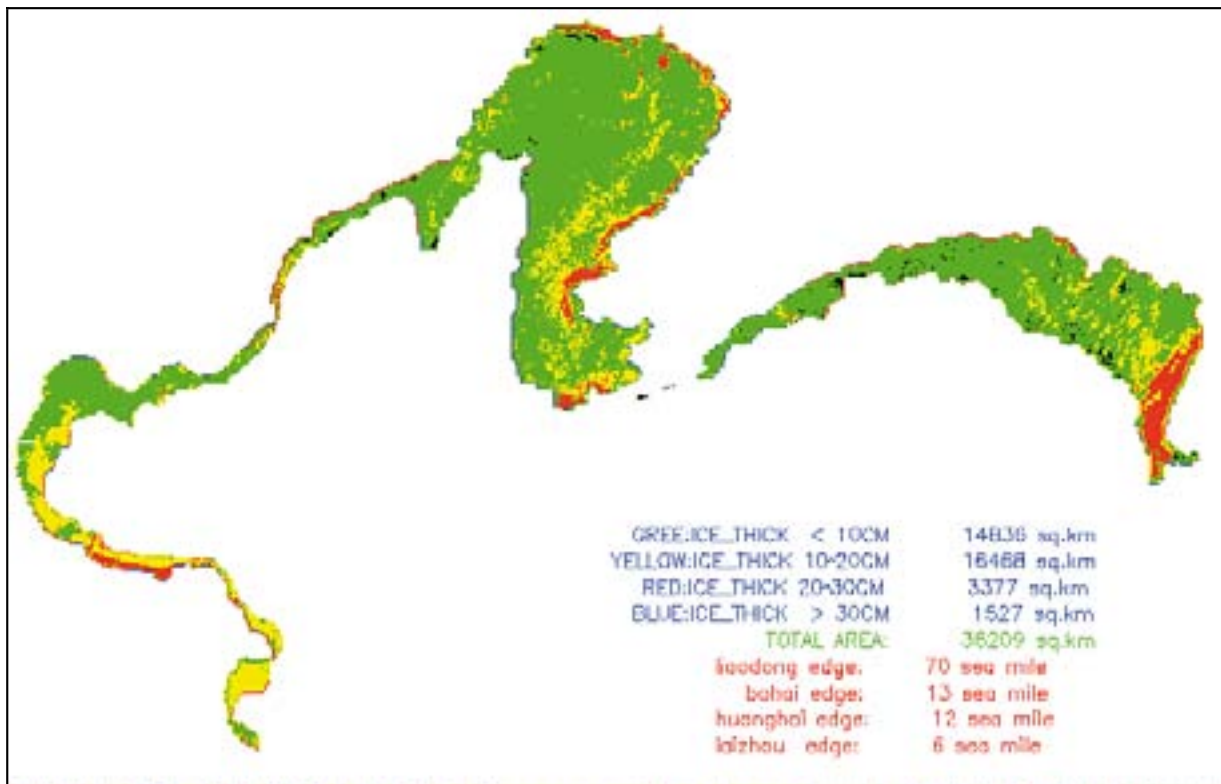 GREE:ICE_THICK < 10CM 14836 sq.km
YELLOW:ICE_THICK 10-20CM 16468 sq.km
RED:ICE_THICK 20-30CM 3377 sq.km
BLUE:ICE_THICK > 30CM 1527 sq.km
TOTAL AREA: 36209 sq.km
liaodong edge: 70 sea mile
bohai edge: 13 sea mile
huanghai edge: 12 sea mile
laizhou edge: 6 sea mile